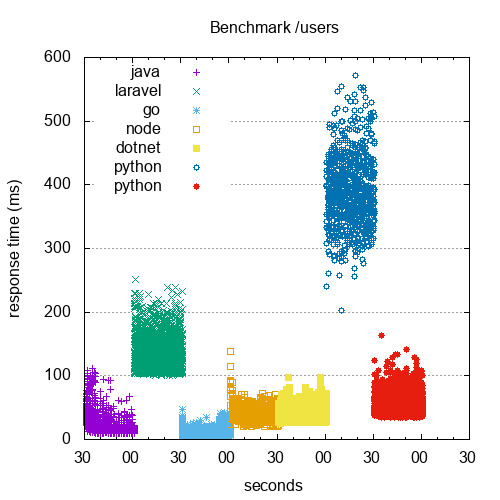 Benchmark /users
600
500
400
300
200
100
0
response time (ms)
java
laravel
go
node
dotnet
python
python
30 00 30 00 30 00 30 00 30
seconds